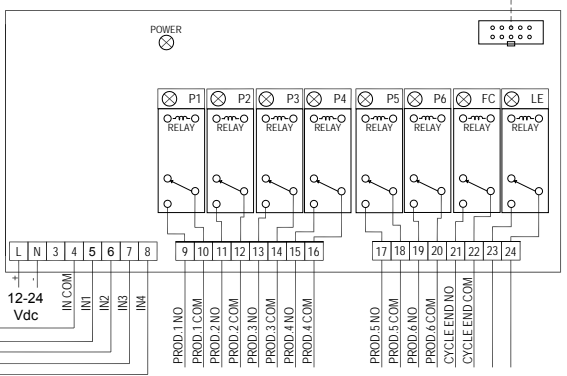 POWER
P1 P2 P3 P4 P5 P6 FC LE
RELAY RELAY RELAY RELAY RELAY RELAY RELAY RELAY
L N 3 4 5 6 7 8
9 10 11 12 13 14 15 16
17 18 19 20 21 22 23 24
+ -
12-24
Vdc
IN COM
IN1
IN2
IN3
IN4
PROD.1 NO
PROD.1 COM
PROD.2 NO
PROD.2 COM
PROD.3 NO
PROD.3 COM
PROD.4 NO
PROD.4 COM
PROD.5 NO
PROD.5 COM
PROD.6 NO
PROD.6 COM
CYCLE END NO
CYCLE END COM